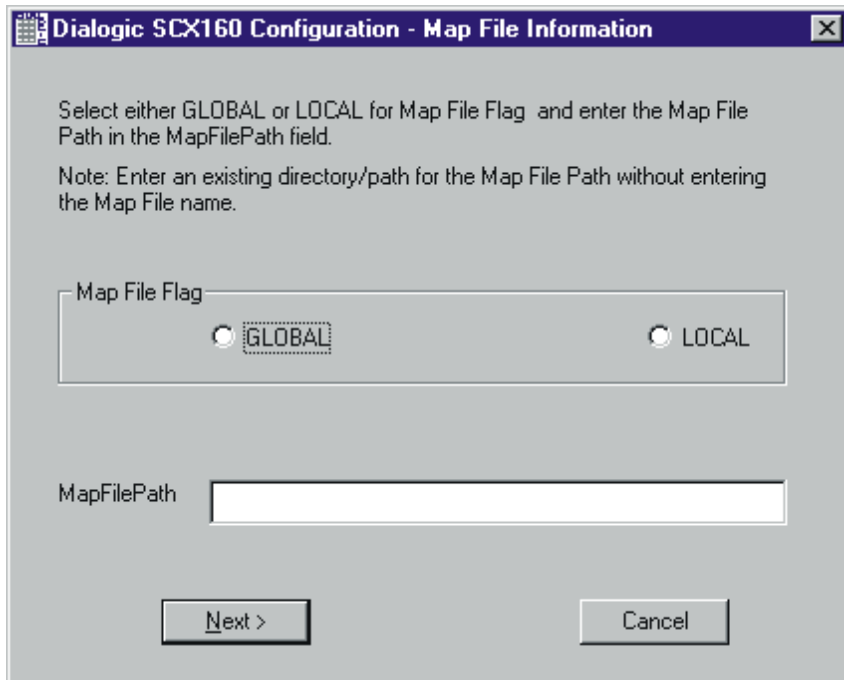 Dialogic SCX160 Configuration - Map File Information
Select either GLOBAL or LOCAL for Map File Flag and enter the Map File
Path in the MapFilePath field.
Note: Enter an existing directory/path for the Map File Path without entering
the Map File name.
Map File Flag
GLOBAL
LOCAL
MapFilePath
Next >
Cancel